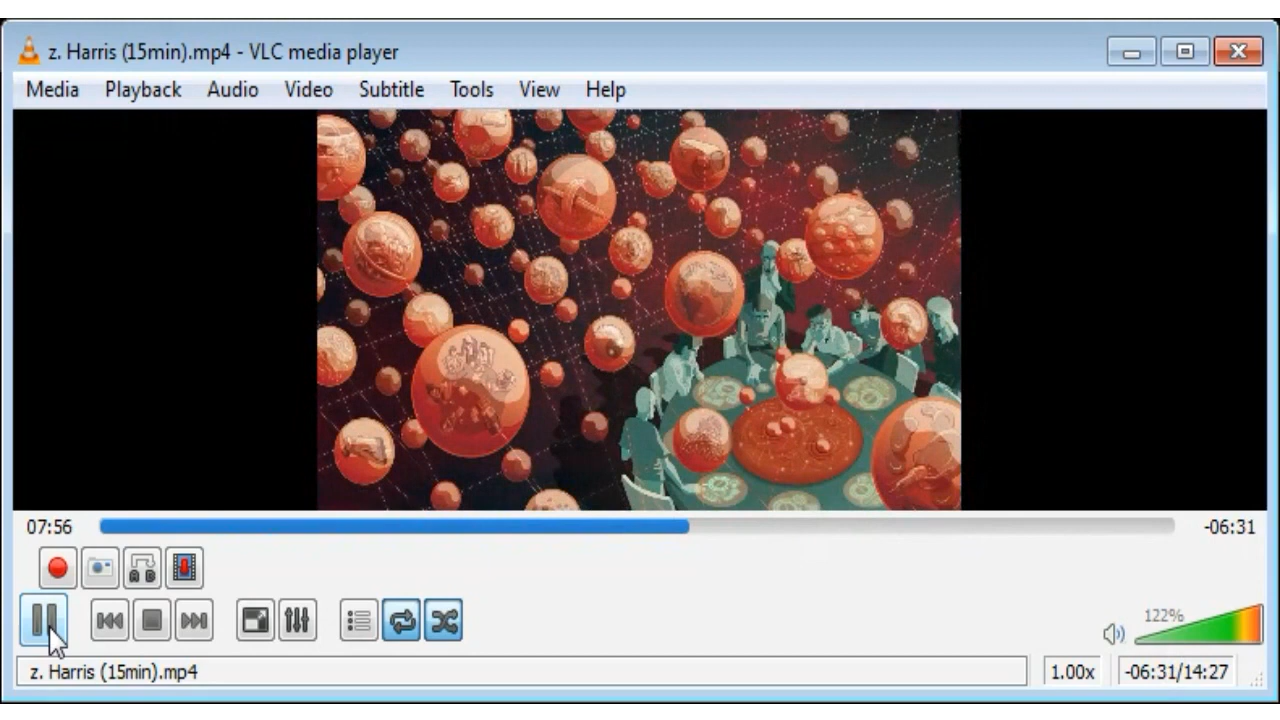 z. Harris (15min).mp4 - VLC media player
Media Playback Audio Video Subtitle Tools View Help
07:56 -06:31
A B
122%
z. Harris (15min).mp4 1.00x -06:31/14:27